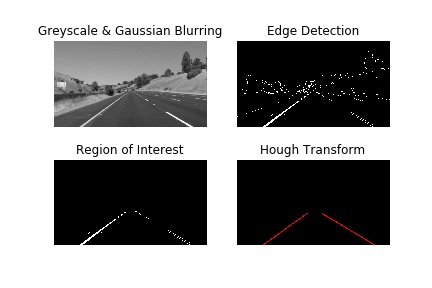 Greyscale & Gaussian Blurring
Edge Detection
Region of Interest
Hough Transform